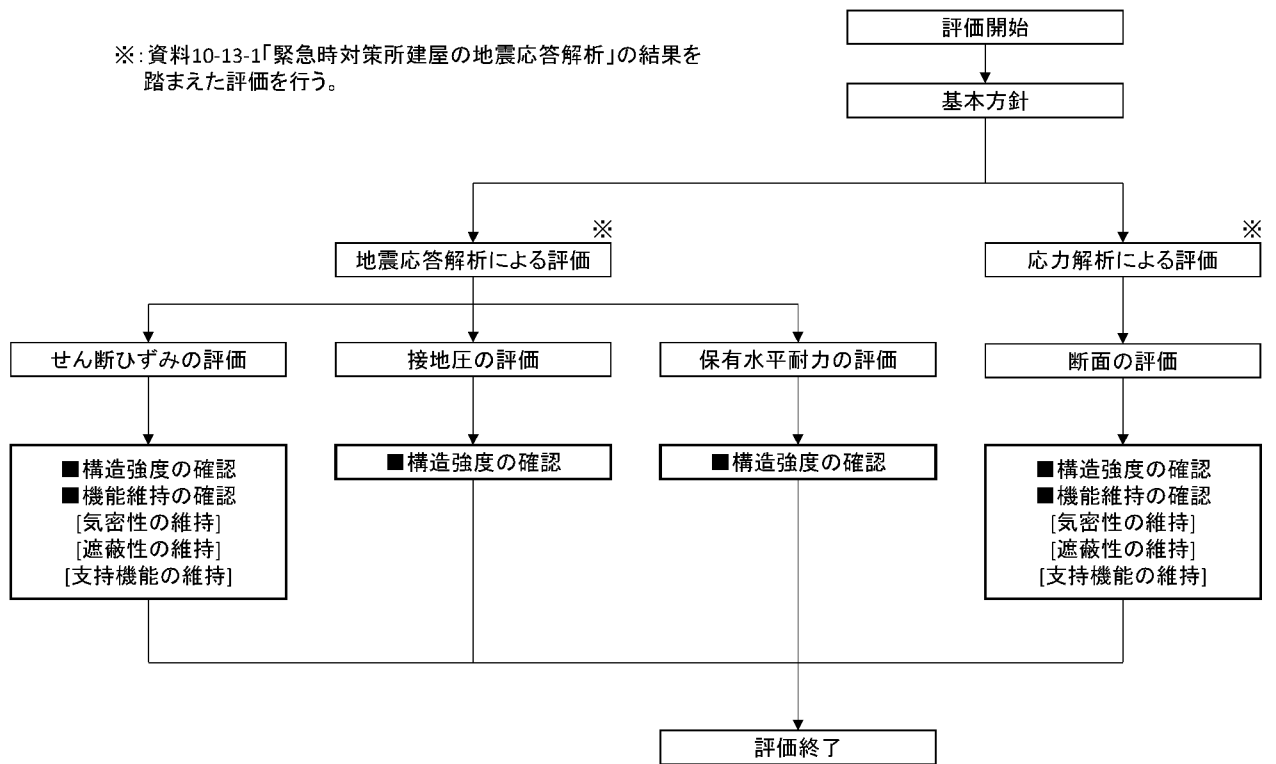 評価開始
※:資料10-13-1｢緊急時対策所建屋の地震応答解析｣の結果を
踏まえた評価を行う。
基本方針
※
※
地震応答解析による評価
応力解析による評価
せん断ひずみの評価
接地圧の評価
保有水平耐力の評価
断面の評価
■構造強度の確認
■機能維持の確認
[気密性の維持]
[遮蔽性の維持]
[支持機能の維持]
■構造強度の確認
■構造強度の確認
■構造強度の確認
■機能維持の確認
[気密性の維持]
[遮蔽性の維持]
[支持機能の維持]
評価終了